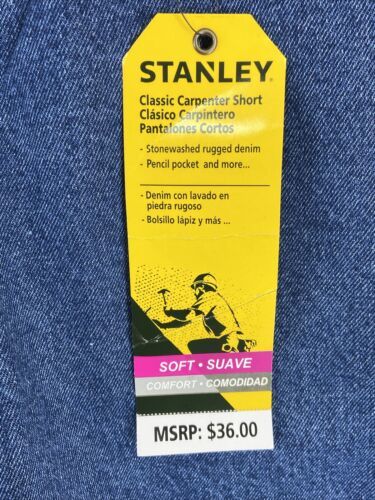 STANLEY®
Classic Carpenter Short
Clásico Carpintero
Pantalones Cortos
- Stonewashed rugged denim
- Pencil pocket and more...
- Denim con lavado en
piedra rugoso
- Bolsillo lápiz y más ...
SOFT • SUAVE
COMFORT • COMODIDAD
MSRP: $36.00